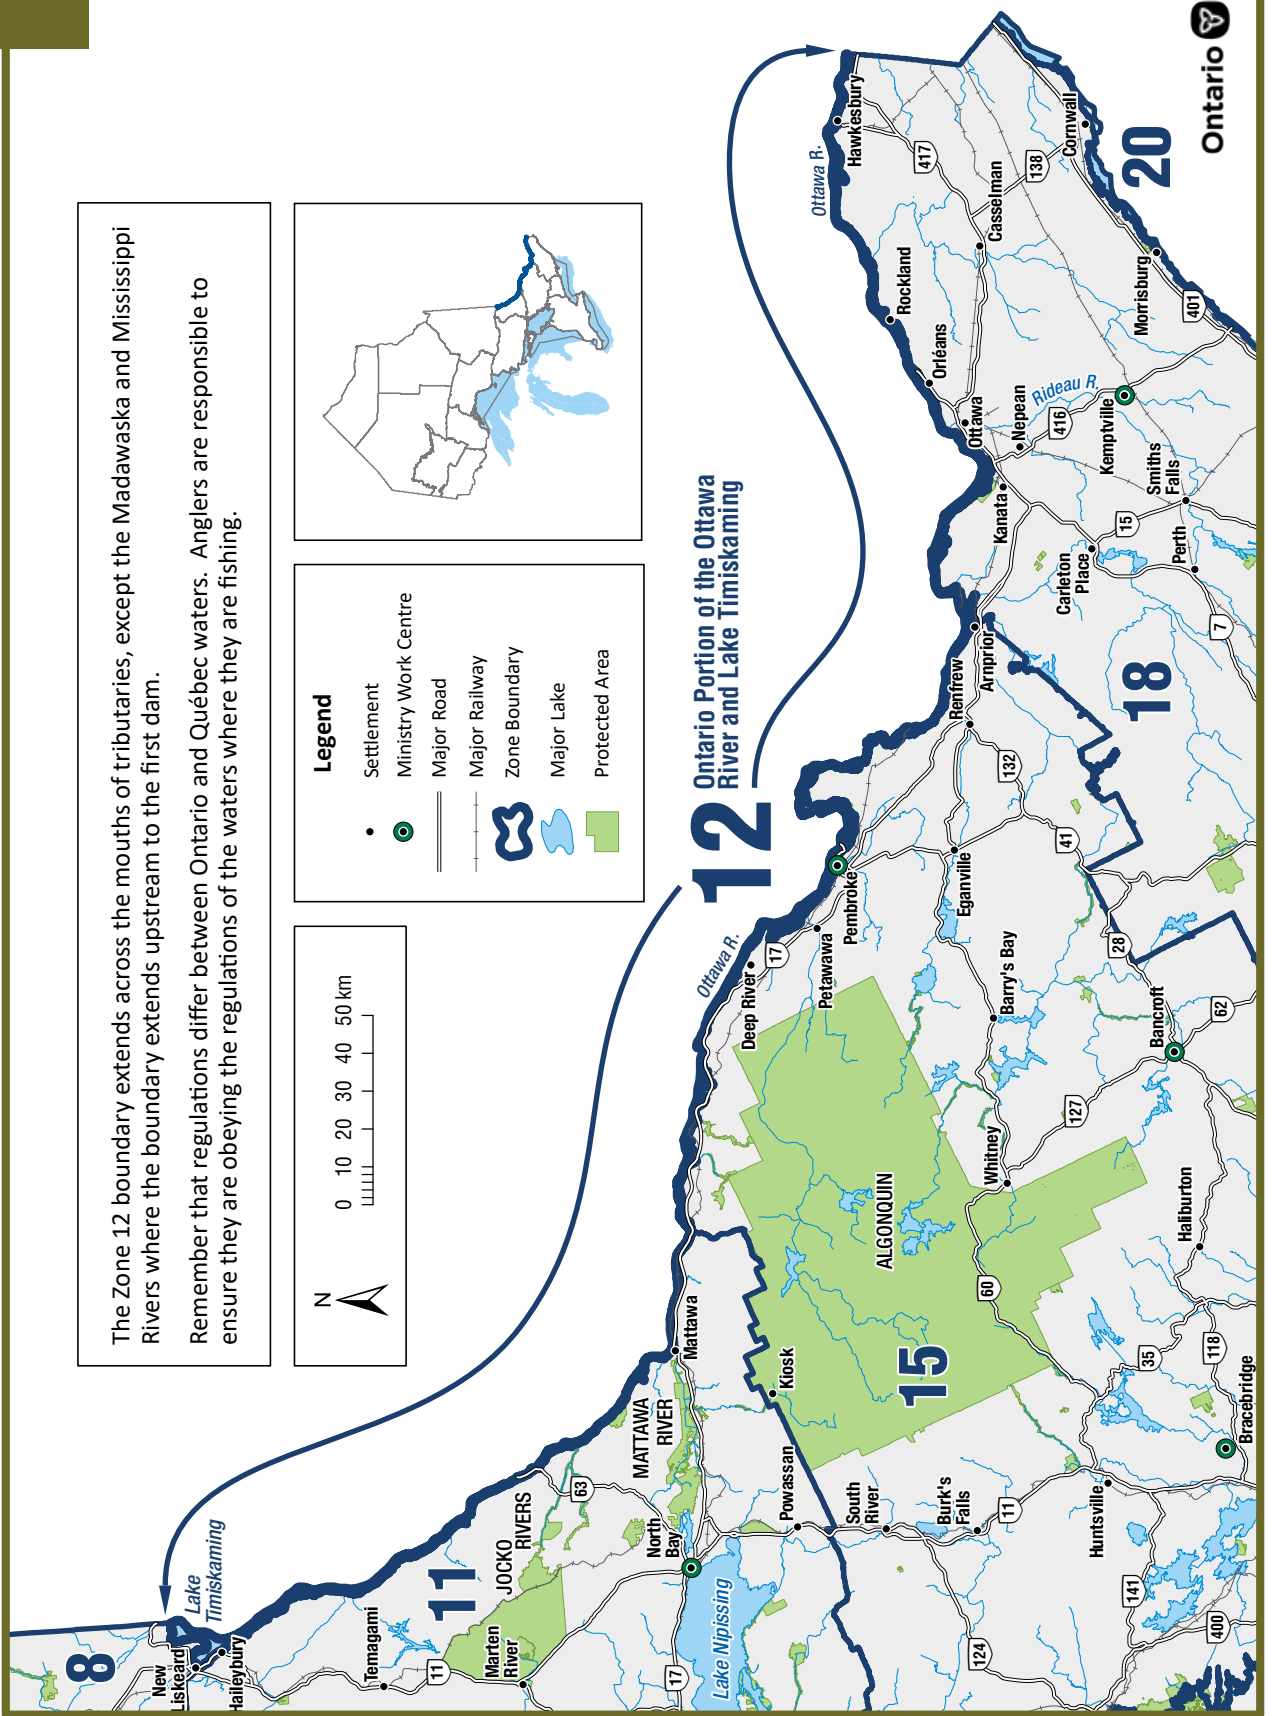 The Zone 12 boundary extends across the mouths of tributaries, except the Madawaska and Mississippi
Rivers where the boundary extends upstream to the first dam.
Remember that regulations differ between Ontario and Québec waters.  Anglers are responsible to
ensure they are obeying the regulations of the waters where they are fishing.
N
0 10 20 30 40 50 km
Legend
Settlement
Ministry Work Centre
Major Road
Major Railway
Zone Boundary
Major Lake
Protected Area
12
Ontario Portion of the Ottawa
River and Lake Timiskaming
8
Lake
Timiskaming
New
Liskeard
Haileybury
Temagami
11
11
Marten
River
JOCKO
RIVERS
63
MATTAWA
RIVER
Mattawa
North
Bay
17
Lake Nipissing
Powassan
Kiosk
South
River
Burk's
Falls
11
124
Huntsville
141
400
Bracebridge
118
35
Haliburton
15
60
ALGONQUIN
Whitney
127
Bancroft
62
28
Barry's Bay
Ottawa R.
Deep River
17
Petawawa
Pembroke
Eganville
41
132
Renfrew
Arnprior
18
7
Perth
Carleton
Place
15
Smiths
Falls
Kanata
Nepean
Ottawa
416
Rideau R.
Kemptville
Orléans
Rockland
Ottawa R.
Hawkesbury
417
Casselman
138
Cornwall
Morrisburg
401
20
Ontario